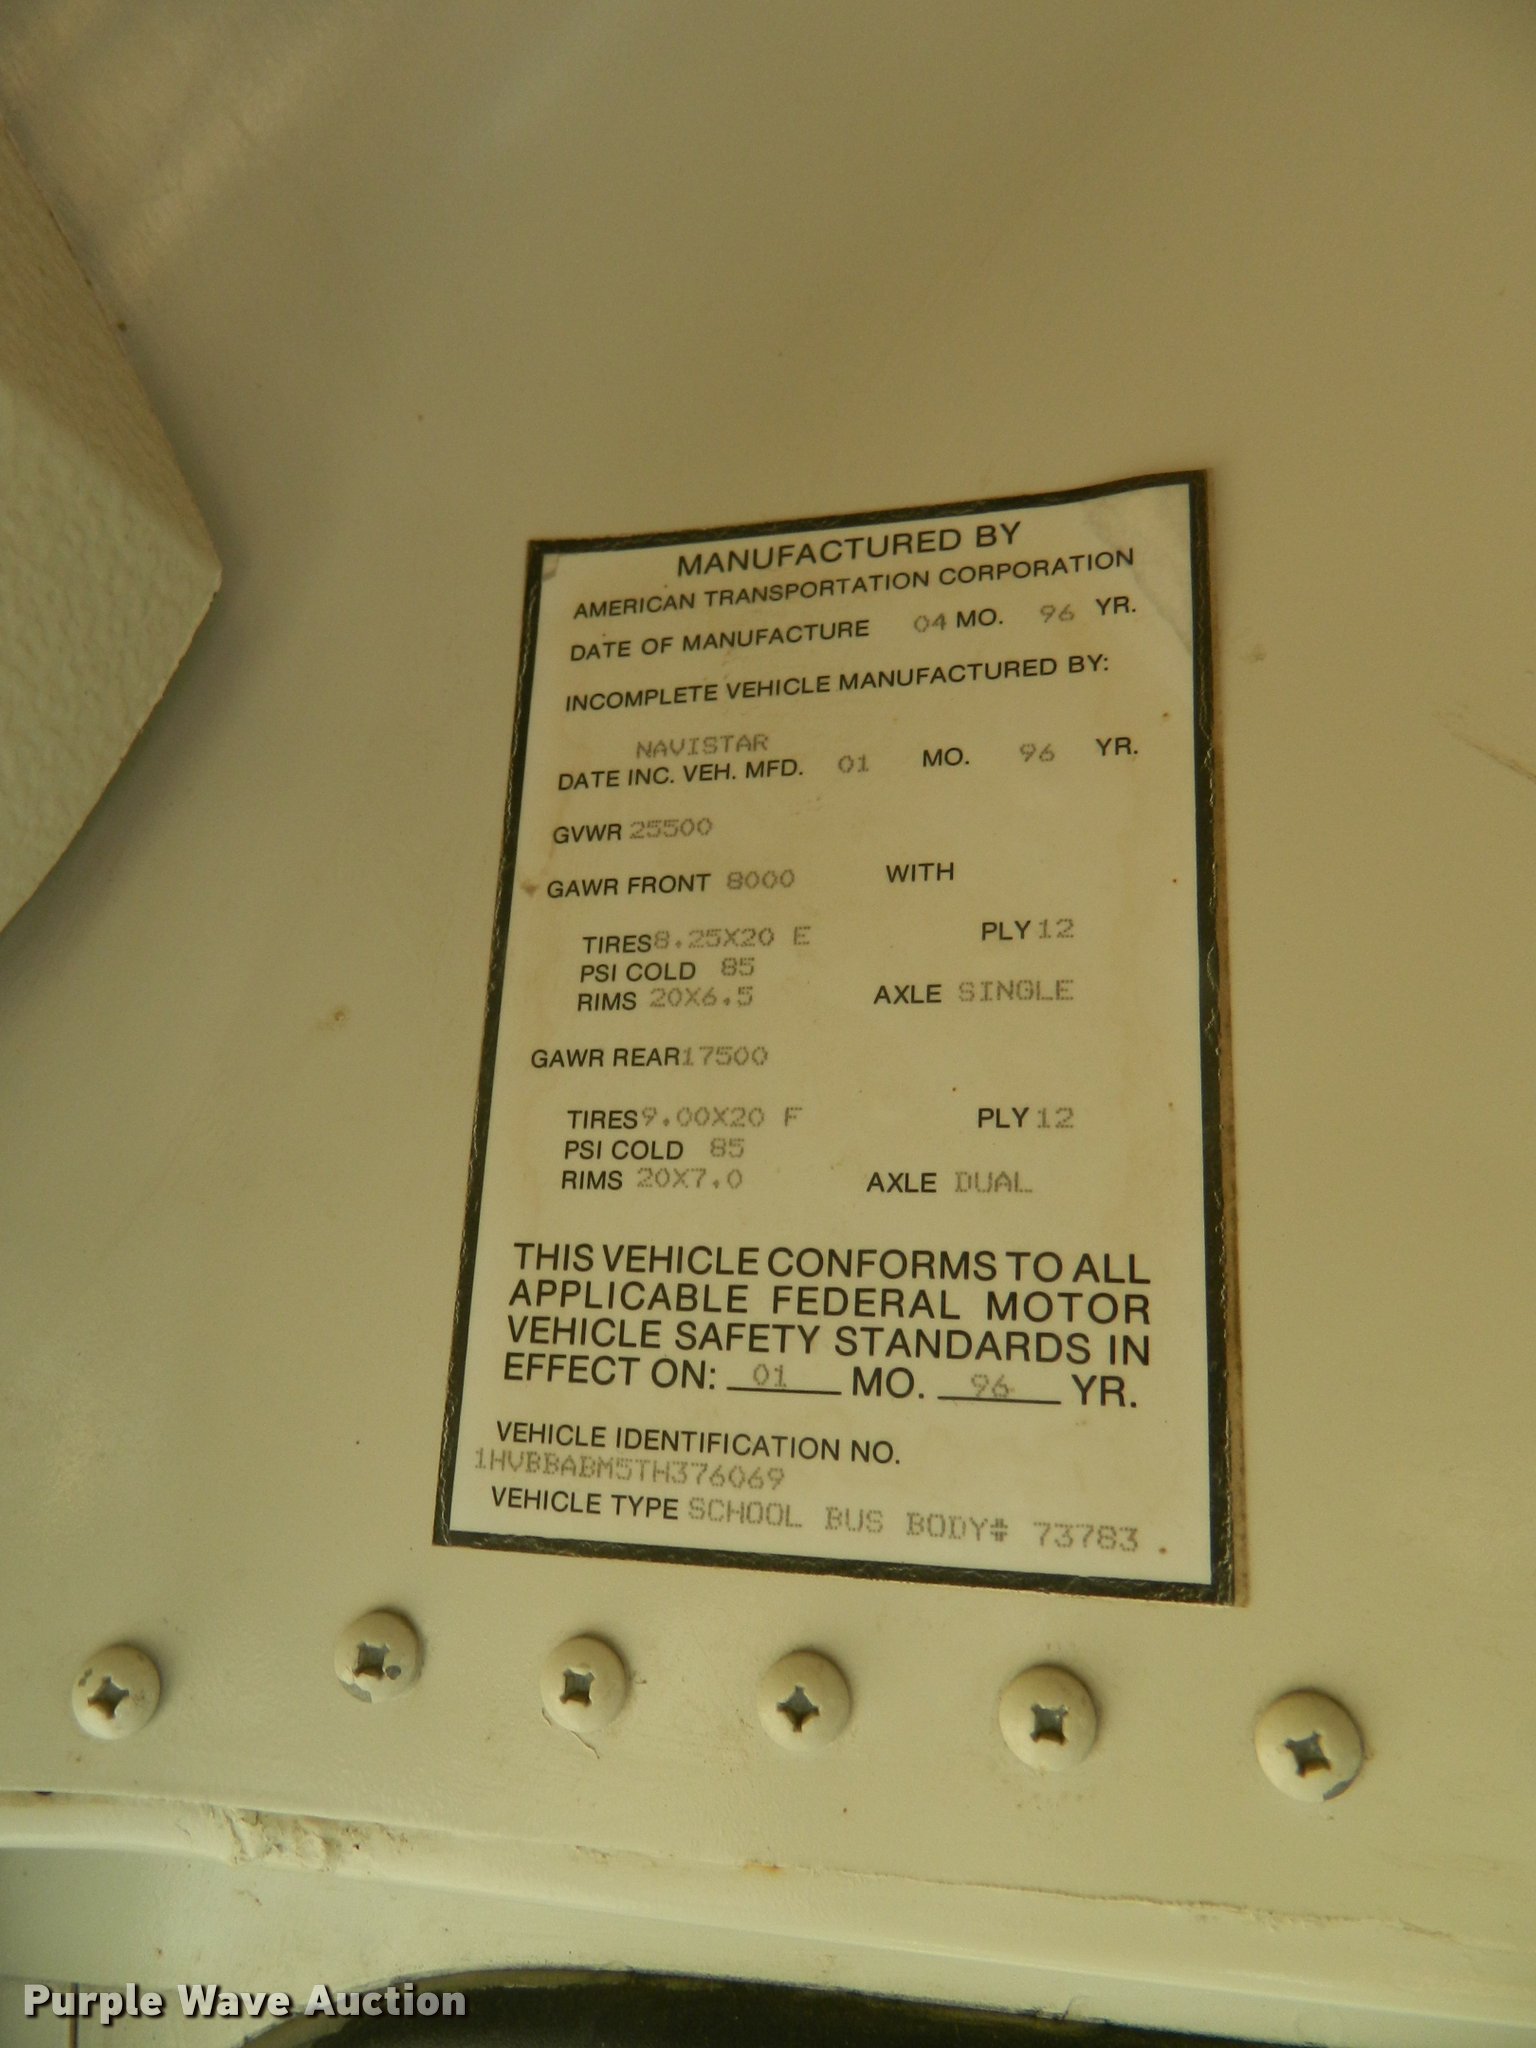 MANUFACTURED BY
AMERICAN TRANSPORTATION CORPORATION
DATE OF MANUFACTURE 04 MO. 96 YR.
INCOMPLETE VEHICLE MANUFACTURED BY:
NAVISTAR
DATE INC. VEH. MFD. 01 MO. 96 YR.
GVWR 25500
GAWR FRONT 8000 WITH
TIRES 8.25X20 E PLY 12
PSI COLD 85
RIMS 20X6.5 AXLE SINGLE
GAWR REAR 17500
TIRES 9.00X20 F PLY 12
PSI COLD 85
RIMS 20X7.0 AXLE DUAL
THIS VEHICLE CONFORMS TO ALL
APPLICABLE FEDERAL MOTOR
VEHICLE SAFETY STANDARDS IN
EFFECT ON: 01 MO. 96 YR.
VEHICLE IDENTIFICATION NO.
1HVBBABM5TH376069
VEHICLE TYPE SCHOOL BUS BODY# 73783 .
Purple Wave Auction